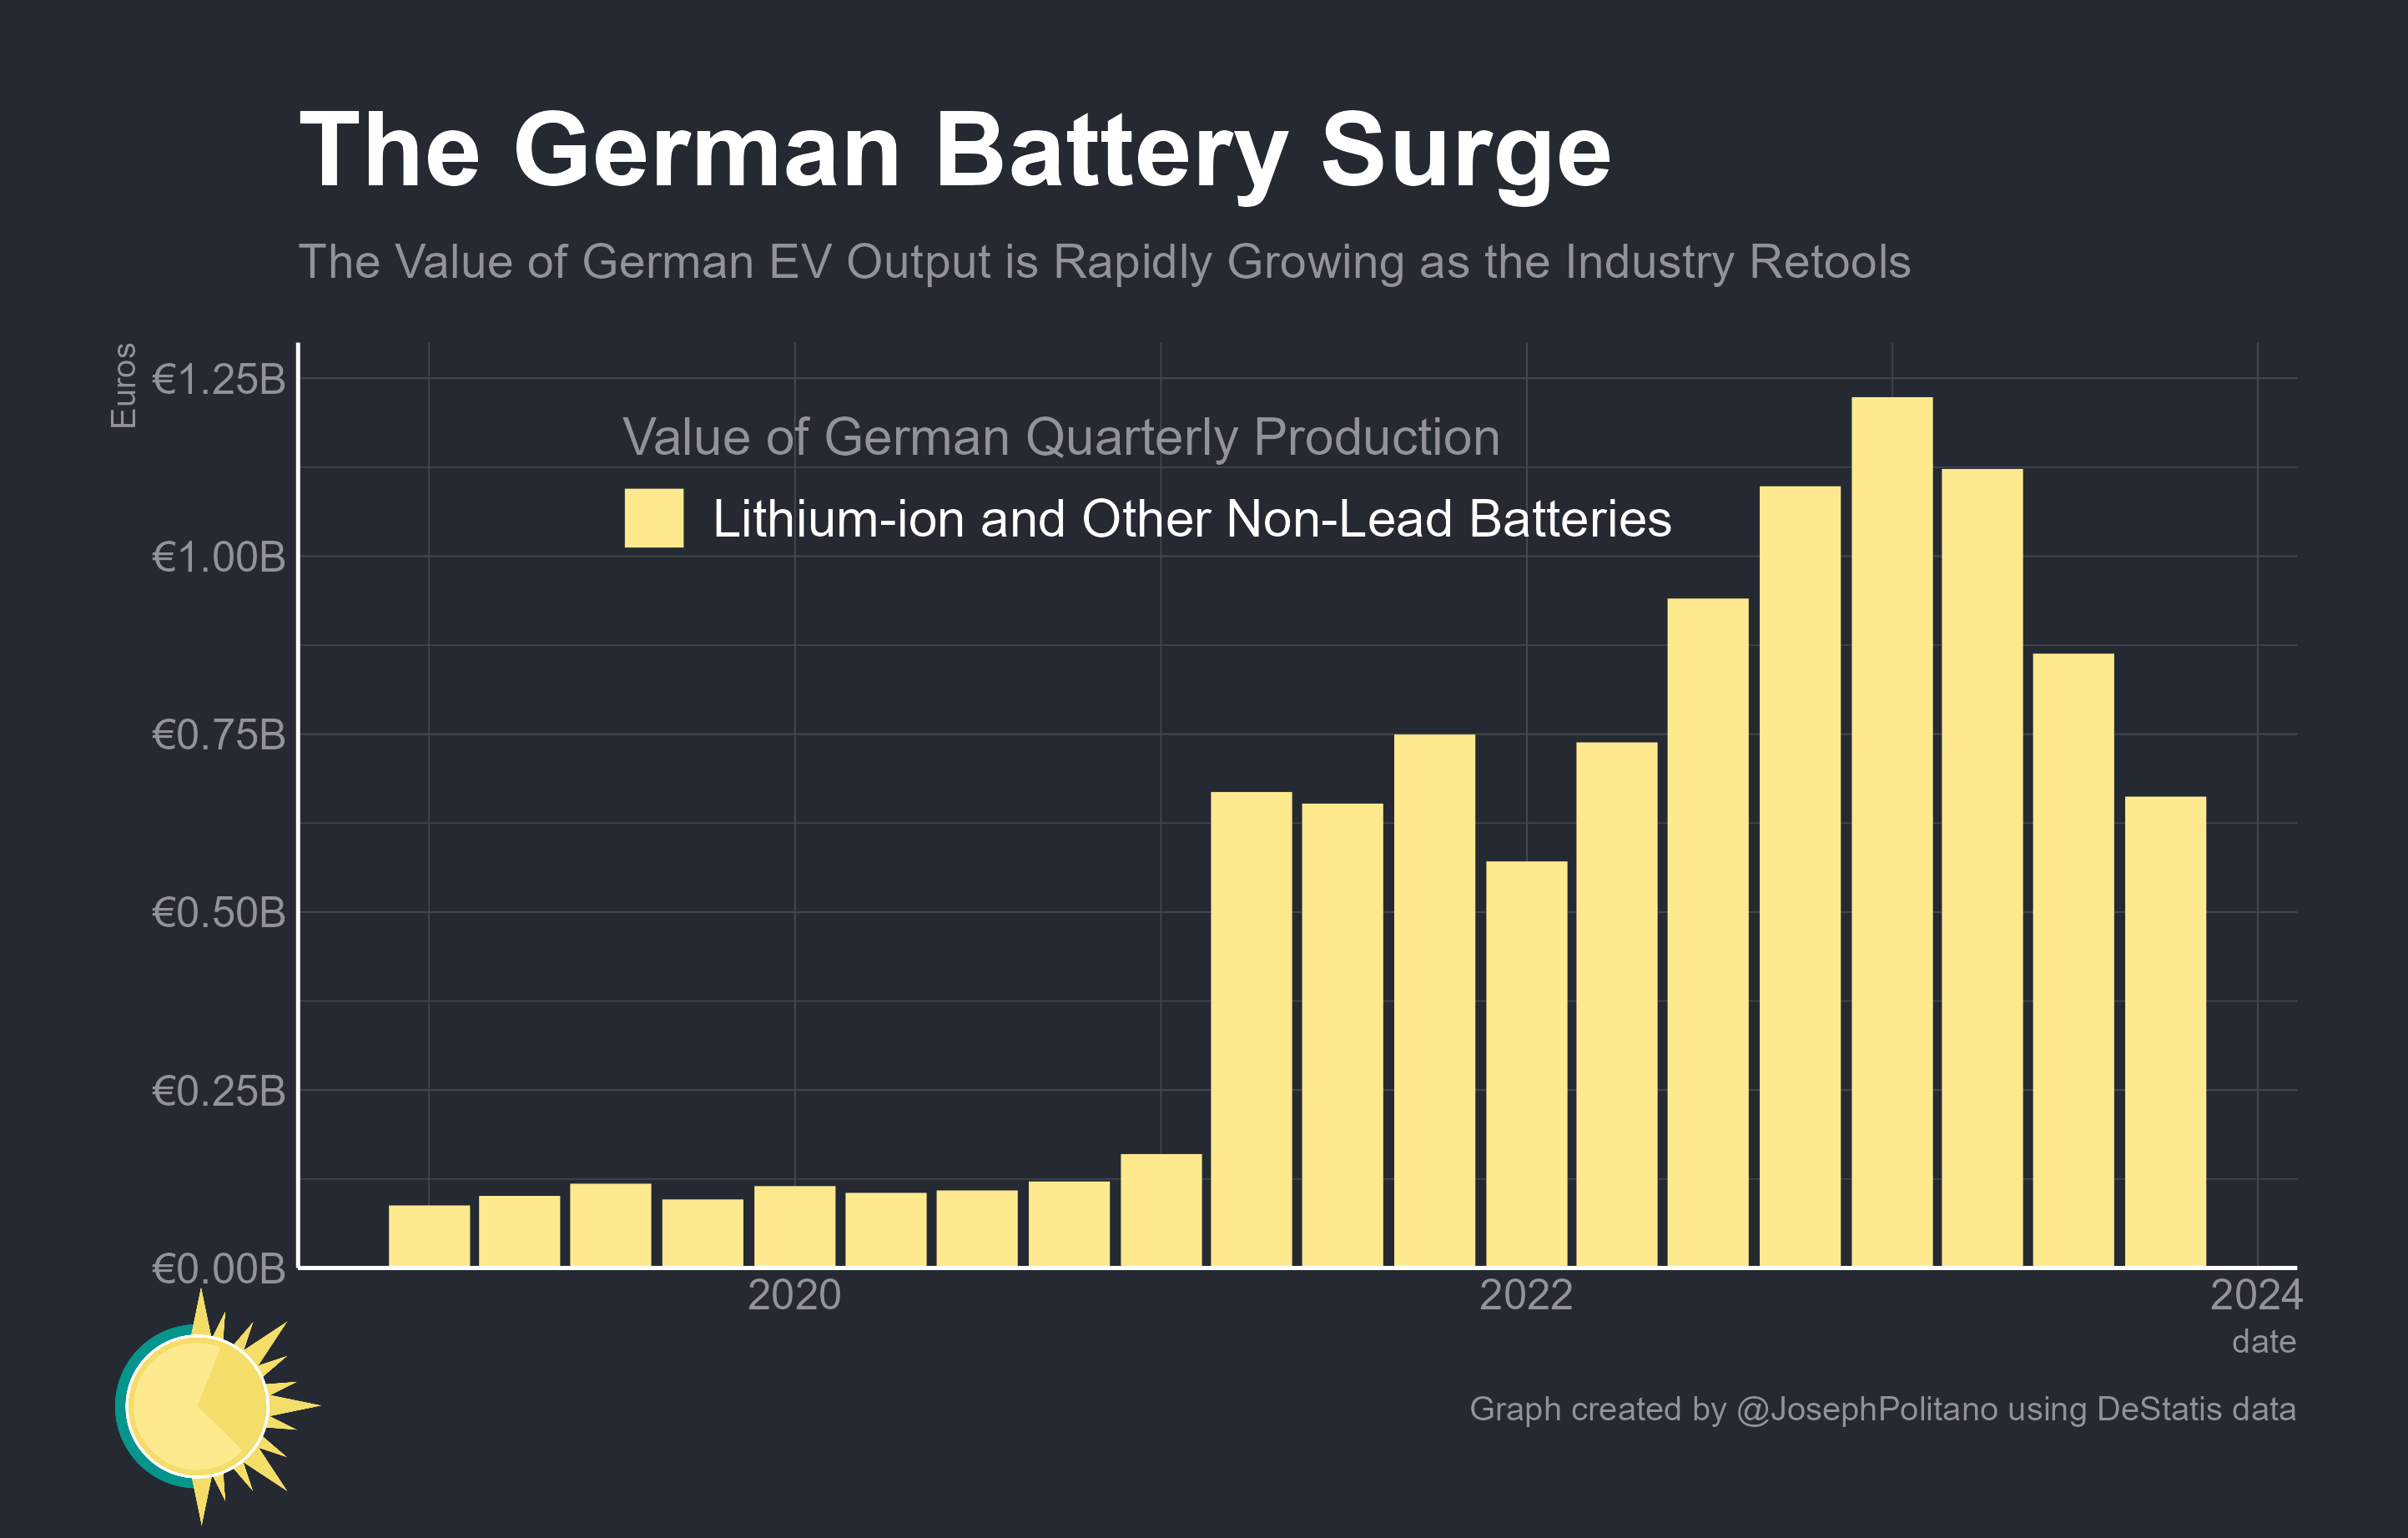 The German Battery Surge
The Value of German EV Output is Rapidly Growing as the Industry Retools
Euros
€1.25B
€1.00B
€0.75B
€0.50B
€0.25B
€0.00B
Value of German Quarterly Production
Lithium-ion and Other Non-Lead Batteries
2020 2022 2024
date
Graph created by @JosephPolitano using DeStatis data